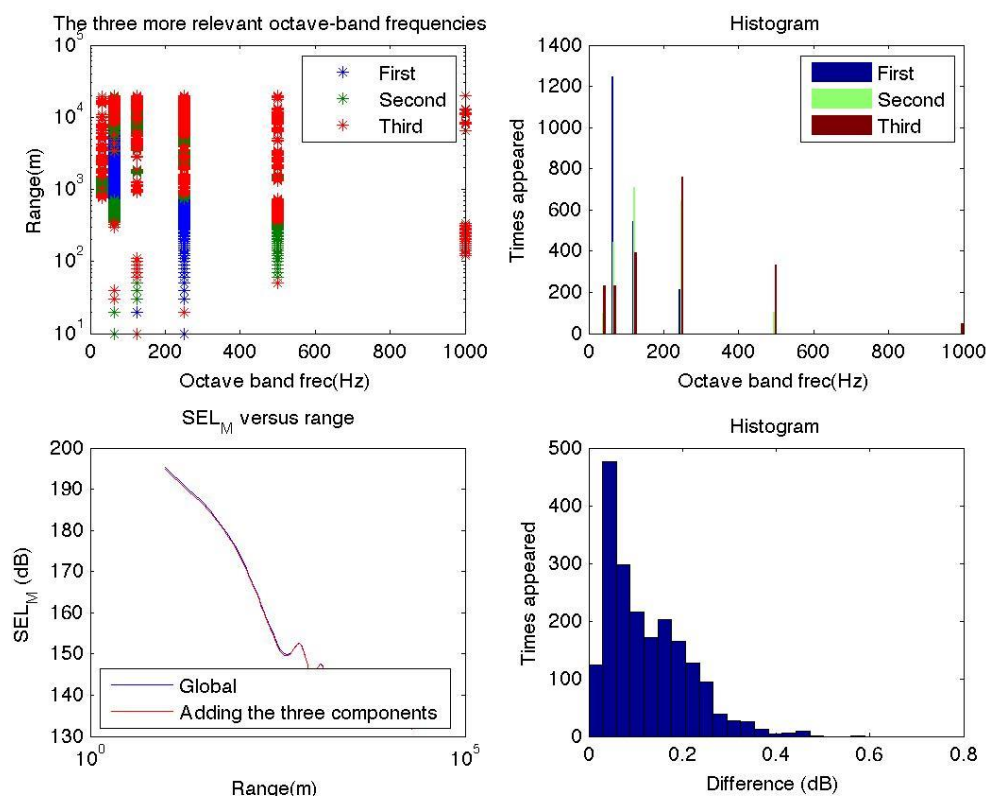 The three more relevant octave-band frequencies
10^5
10^4
10^3
10^2
10^1
Range(m)
First
Second
Third
0 200 400 600 800 1000
Octave band frec(Hz)
Histogram
1400
1200
1000
800
600
400
200
0
Times appeared
First
Second
Third
0 200 400 600 800 1000
Octave band frec(Hz)
SEL_M versus range
200
190
180
170
160
150
140
130
SEL_M (dB)
Global
Adding the three components
10^0 10^5
Range(m)
Histogram
500
400
300
200
100
0
Times appeared
0 0.2 0.4 0.6 0.8
Difference (dB)